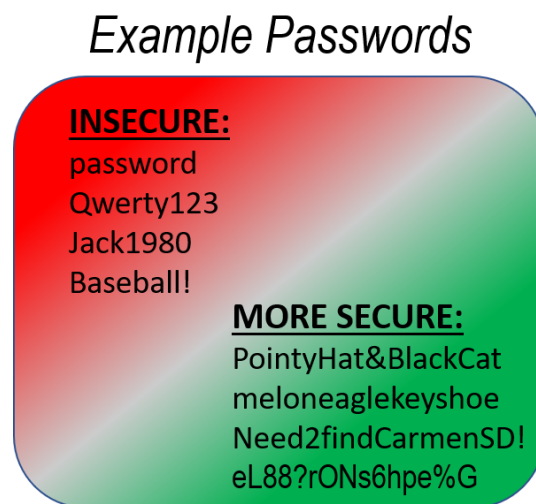 Example Passwords
INSECURE:
password
Qwerty123
Jack1980
Baseball!
MORE SECURE:
PointyHat&BlackCat
meloneaglekeyshoe
Need2findCarmenSD!
eL88?rONs6hpe%G